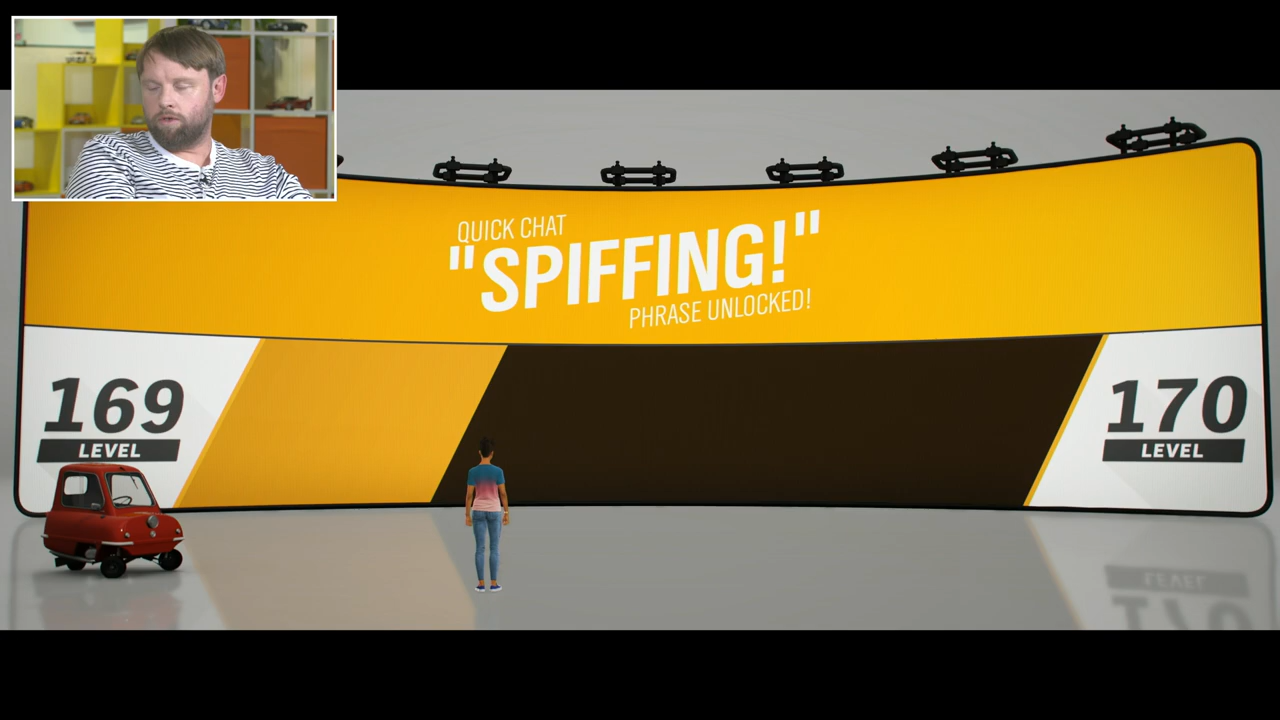 QUICK CHAT
"SPIFFING!"
PHRASE UNLOCKED!
169
LEVEL
170
LEVEL